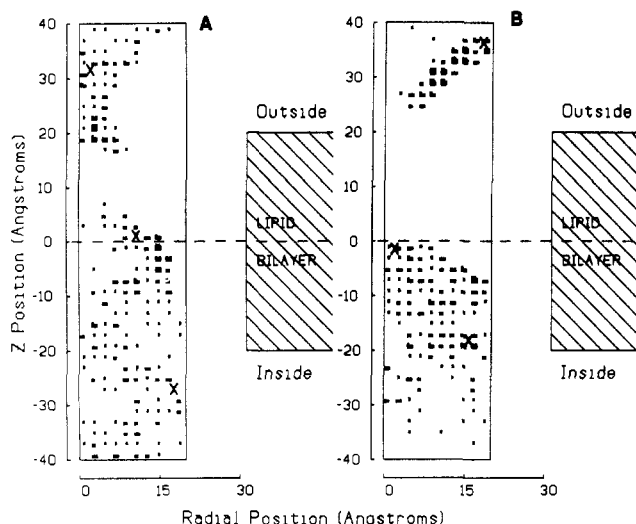 A
B
40
30
20
10
0
-10
-20
-30
-40
Z Position (Angstroms)
Outside
LIPID
BILAYER
Inside
0
15
30
40
30
20
10
0
-10
-20
-30
-40
Outside
LIPID
BILAYER
Inside
0
15
30
Radial Position (Angstroms)